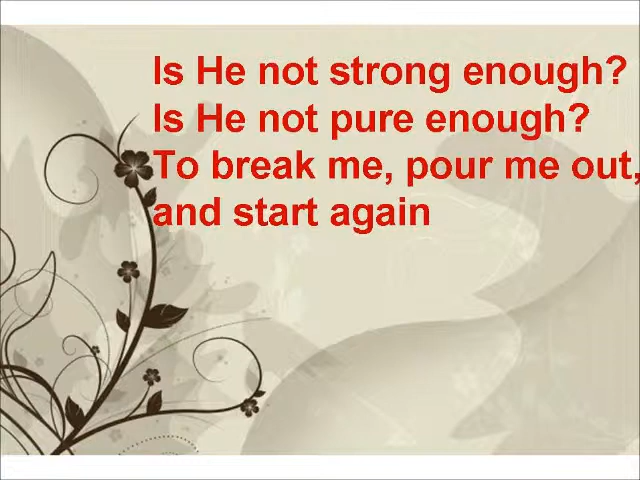 Is He not strong enough?
Is He not pure enough?
To break me, pour me out,
and start again